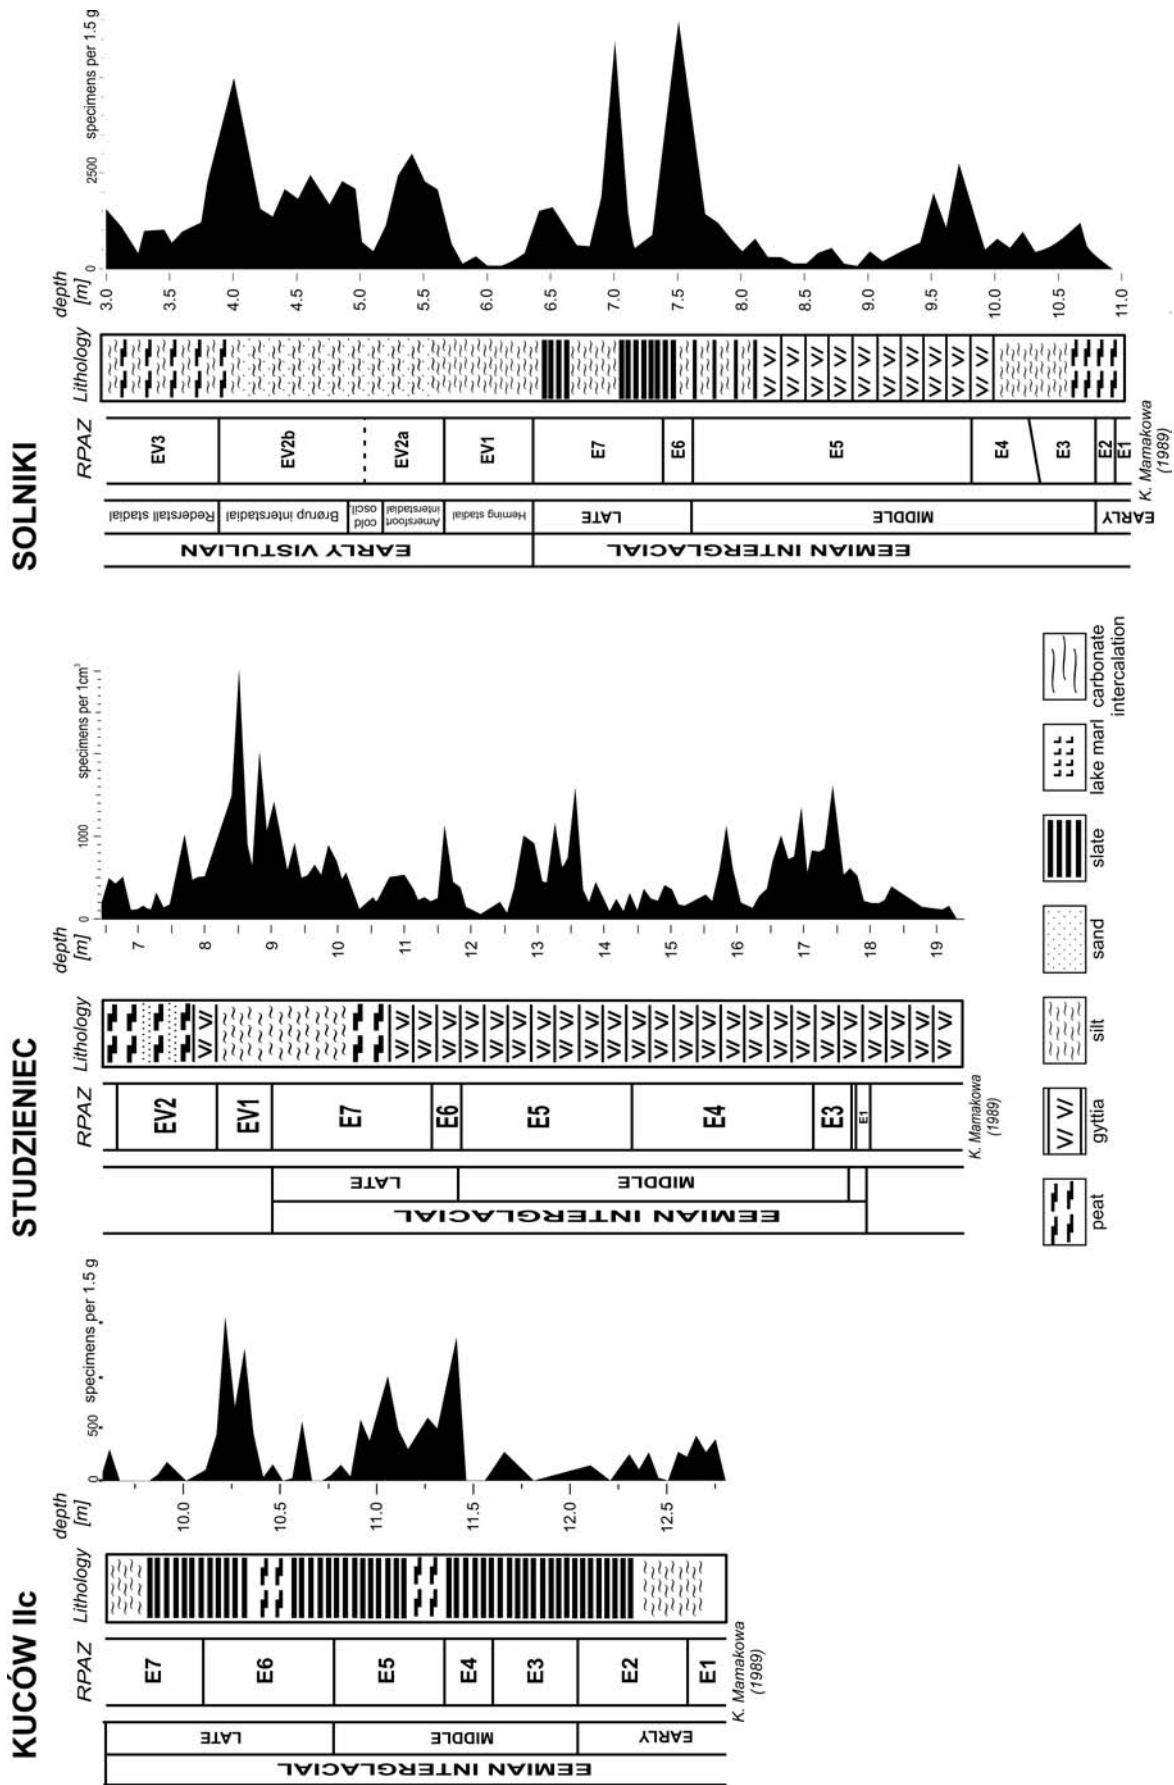 KUCÓW IIc
RPAZ
Lithology
depth
[m]
specimens per 1.5 g
0
500
10.0
10.5
11.0
11.5
12.0
12.5
E7
E6
E5
E4
E3
E2
E1
K. Mamakowa
(1989)
LATE
MIDDLE
EARLY
EEMIAN INTERGLACIAL
STUDZIENIEC
RPAZ
Lithology
depth
[m]
specimens per 1cm³
0
1000
7
8
9
10
11
12
13
14
15
16
17
18
19
EV2
EV1
E7
E6
E5
E4
E3
E1
K. Mamakowa
(1989)
LATE
MIDDLE
EEMIAN INTERGLACIAL
SOLNIKI
RPAZ
Lithology
depth
[m]
specimens per 1.5 g
0
2500
3.0
3.5
4.0
4.5
5.0
5.5
6.0
6.5
7.0
7.5
8.0
8.5
9.0
9.5
10.0
10.5
11.0
EV3
EV2b
EV2a
EV1
E7
E6
E5
E4
E3
E2
E1
K. Mamakowa
(1989)
Rederstall stadial
Brørup interstadial
cold
oscil.
Amersfoort
interstadial
Herning stadial
LATE
MIDDLE
EARLY
EARLY VISTULIAN
EEMIAN INTERGLACIAL
peat
gyttia
silt
sand
slate
lake marl
carbonate
intercalation